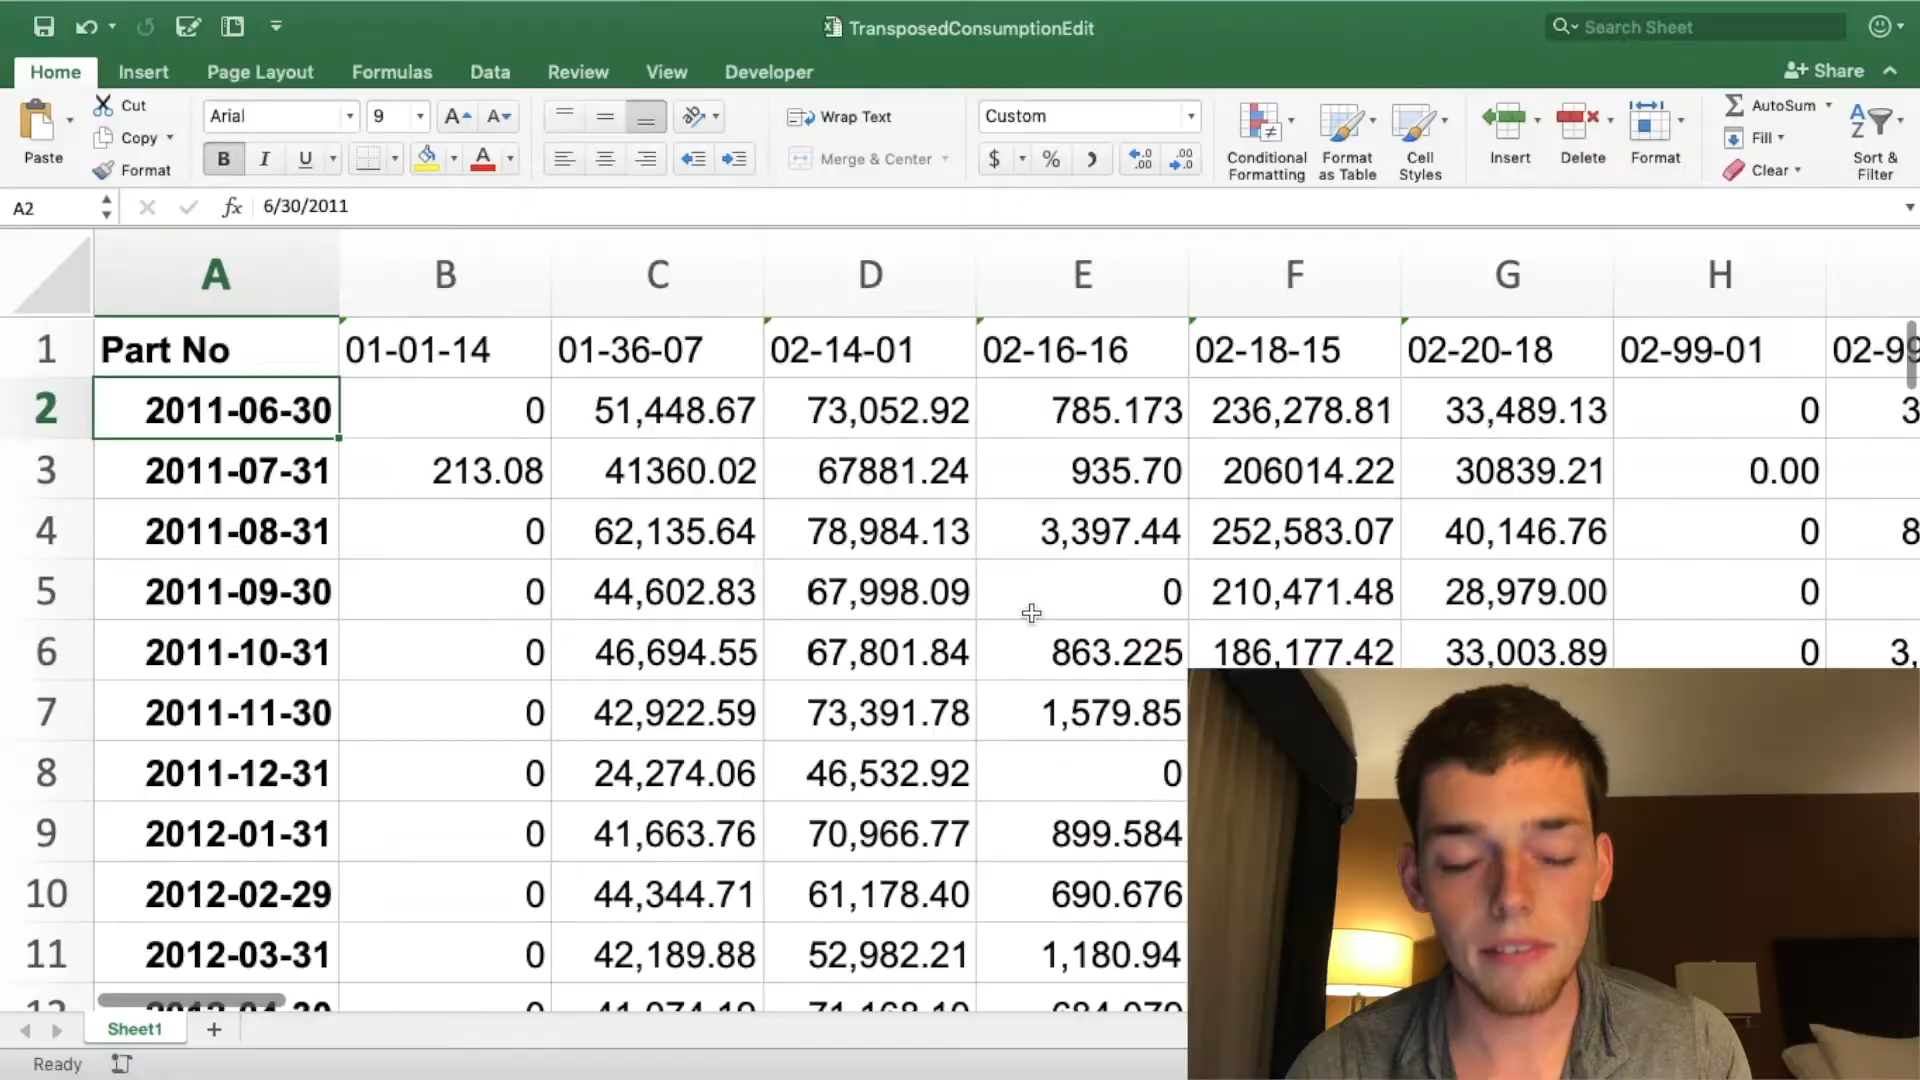 TransposedConsumptionEdit
Search Sheet
Home Insert Page Layout Formulas Data Review View Developer Share
Paste Cut Copy Format
Arial 9 A A
B I U A
Wrap Text
Merge & Center
Custom
$ % .0 .00 .00 .0
Conditional Formatting
Format as Table
Cell Styles
Insert Delete Format
AutoSum
Fill
Clear
Sort & Filter
A2 fx 6/30/2011
A B C D E F G H
1 Part No 01-01-14 01-36-07 02-14-01 02-16-16 02-18-15 02-20-18 02-99-01
2 2011-06-30 0 51,448.67 73,052.92 785.173 236,278.81 33,489.13 0 3
3 2011-07-31 213.08 41360.02 67881.24 935.70 206014.22 30839.21 0.00
4 2011-08-31 0 62,135.64 78,984.13 3,397.44 252,583.07 40,146.76 0 8
5 2011-09-30 0 44,602.83 67,998.09 0 210,471.48 28,979.00 0
6 2011-10-31 0 46,694.55 67,801.84 863.225 186,177.42 33,003.89 0 3,
7 2011-11-30 0 42,922.59 73,391.78 1,579.85
8 2011-12-31 0 24,274.06 46,532.92 0
9 2012-01-31 0 41,663.76 70,966.77 899.584
10 2012-02-29 0 44,344.71 61,178.40 690.676
11 2012-03-31 0 42,189.88 52,982.21 1,180.94
Sheet1
Ready